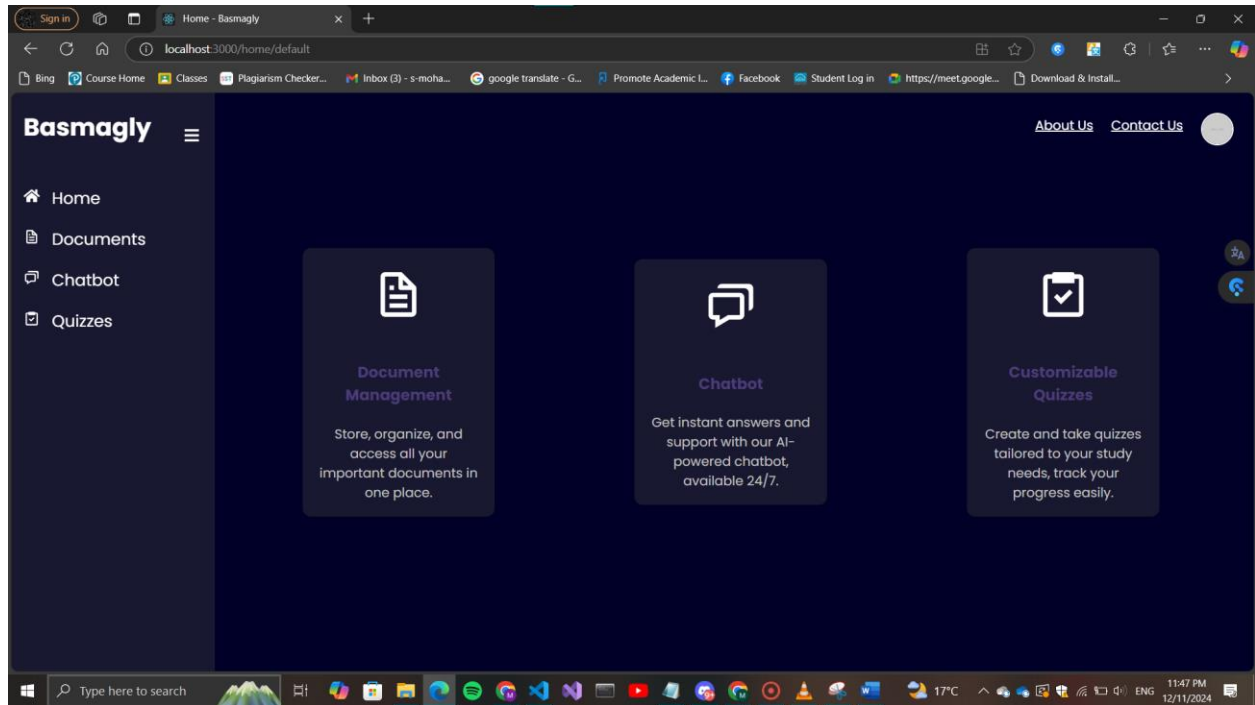 Sign in
Home - Basmagly
localhost:3000/home/default
Bing Course Home Classes Plagiarism Checker... Inbox (3) - s-moha... google translate - G... Promote Academic I... Facebook Student Log in https://meet.google... Download & Install...
Basmagly
About Us Contact Us
Home
Documents
Chatbot
Quizzes
Document
Management
Store, organize, and
access all your
important documents in
one place.
Chatbot
Get instant answers and
support with our AI-
powered chatbot,
available 24/7.
Customizable
Quizzes
Create and take quizzes
tailored to your study
needs, track your
progress easily.
Type here to search
17°C
ENG
11:47 PM
12/11/2024